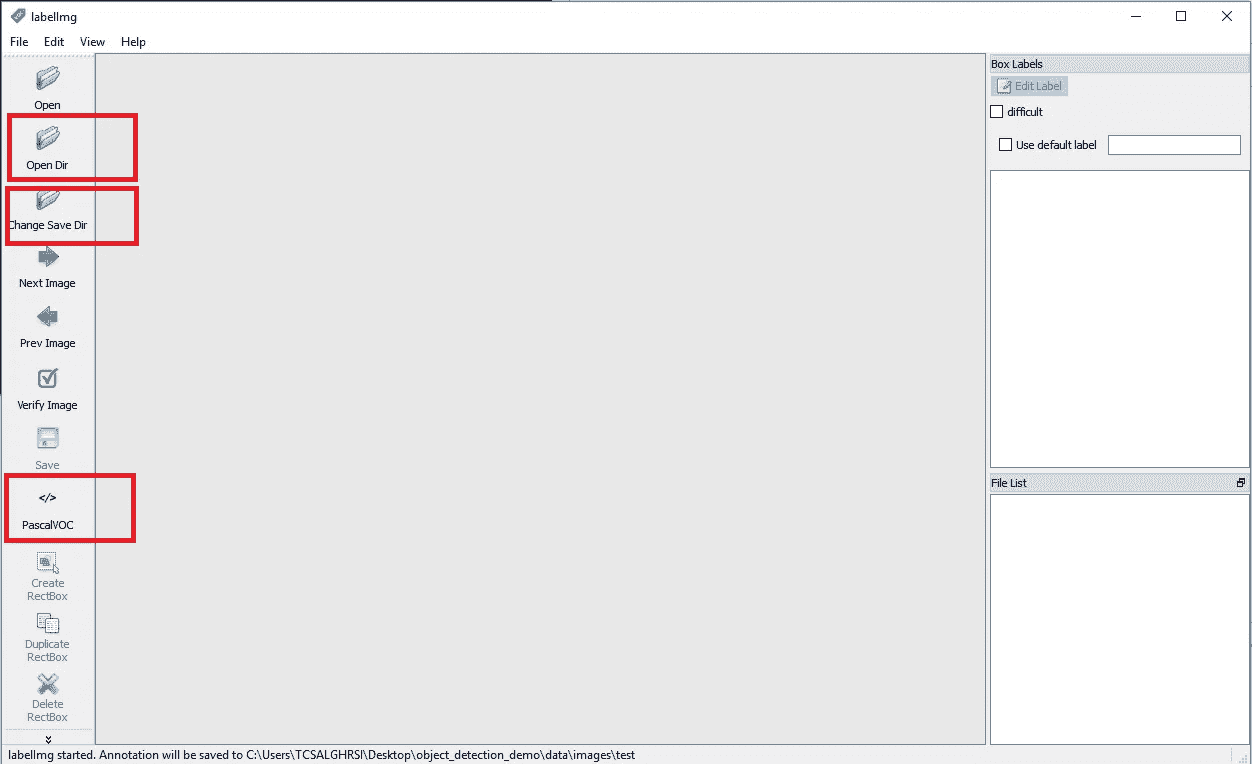 labelImg
File Edit View Help
Open
Open Dir
Change Save Dir
Next Image
Prev Image
Verify Image
Save
</>
PascalVOC
Create
RectBox
Duplicate
RectBox
Delete
RectBox
Box Labels
Edit Label
difficult
Use default label
File List
labelImg started. Annotation will be saved to C:\Users\TCSALGHRSI\Desktop\object_detection_demo\data\images\test